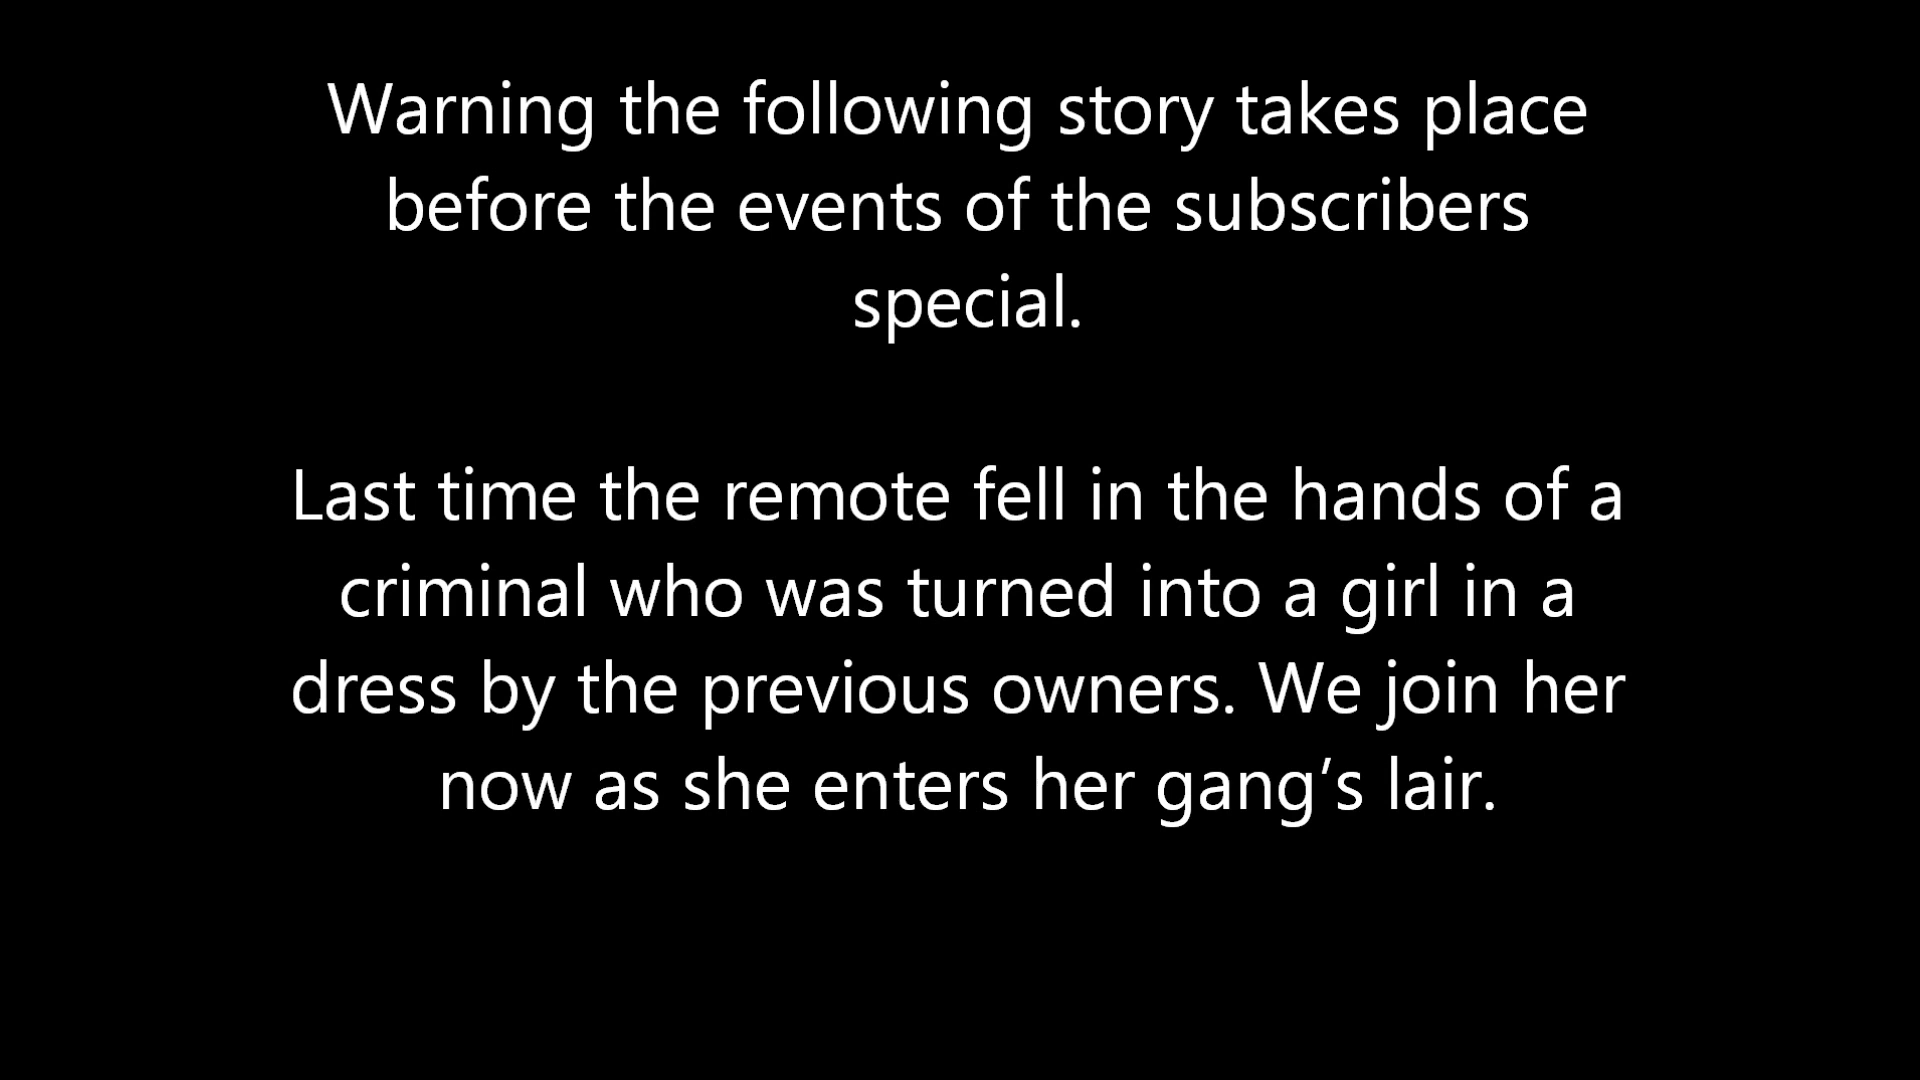 Warning the following story takes place
before the events of the subscribers
special.
Last time the remote fell in the hands of a
criminal who was turned into a girl in a
dress by the previous owners. We join her
now as she enters her gang’s lair.